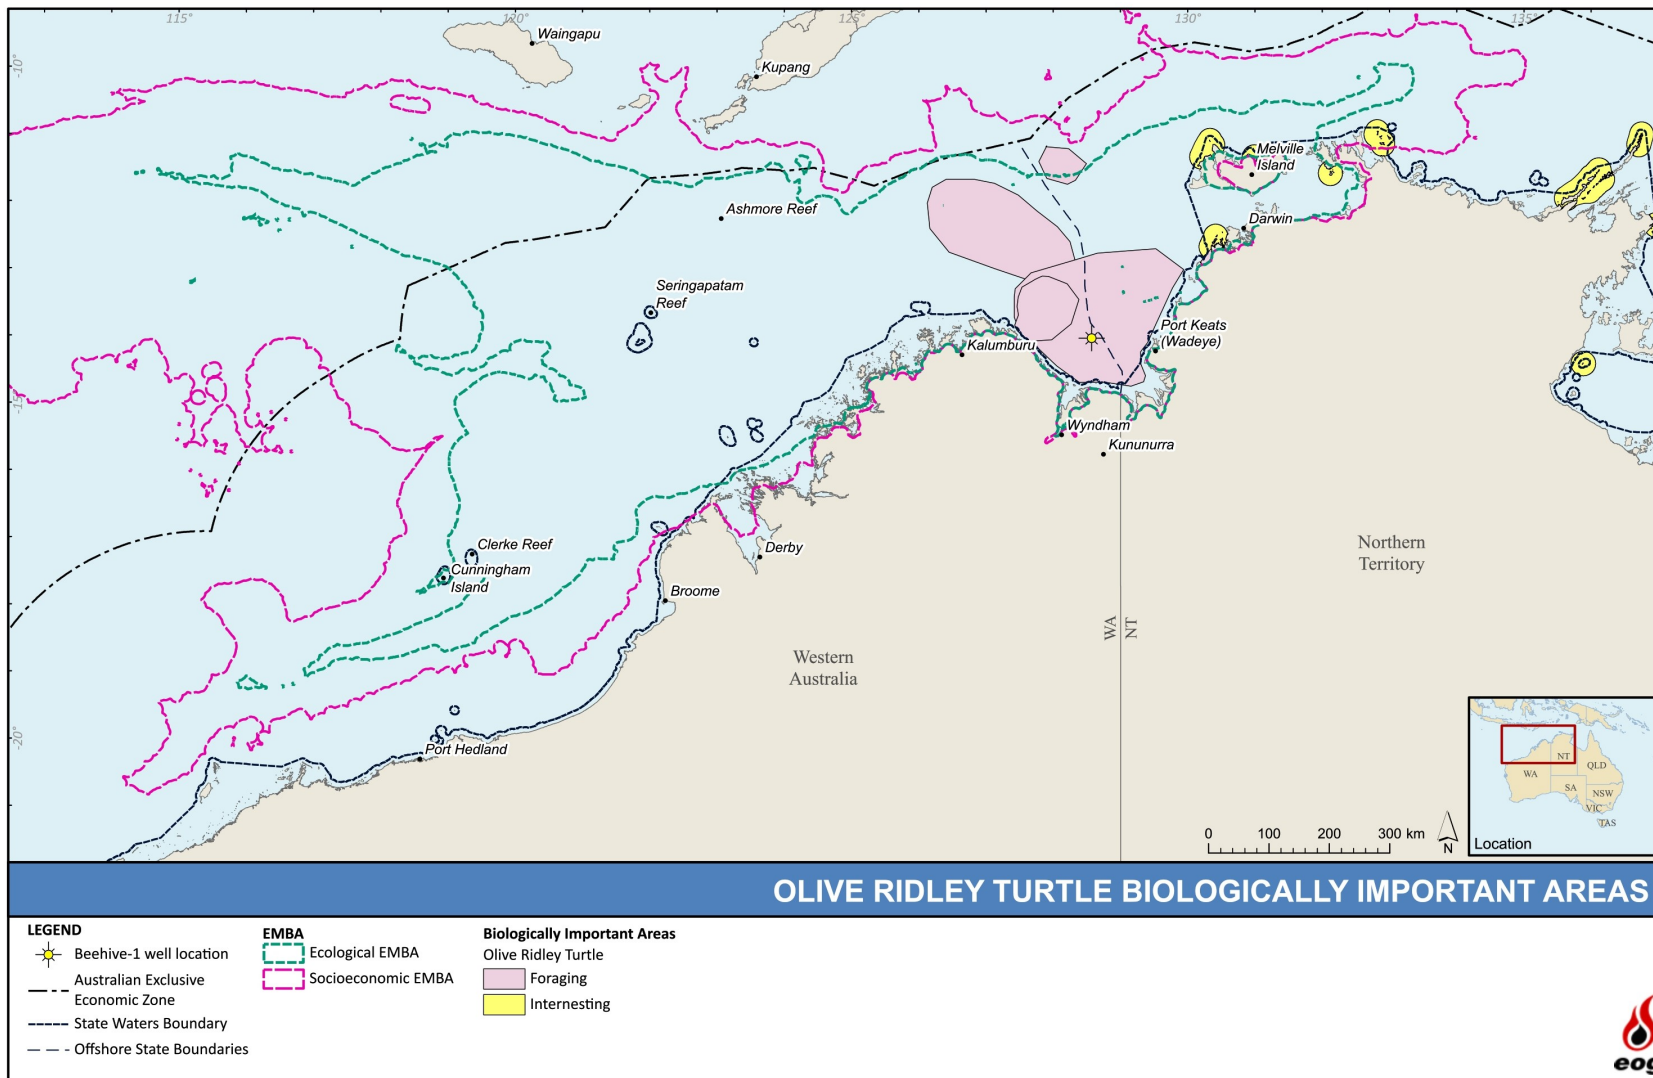 115°
120°
125°
130°
135°
-10°
-15°
-20°
Waingapu
Kupang
Ashmore Reef
Melville
Island
Darwin
Seringapatam
Reef
Port Keats
(Wadeye)
Kalumburu
Wyndham
Kununurra
Clerke Reef
Cunningham
Island
Derby
Broome
Northern
Territory
WA
NT
Western
Australia
Port Hedland
0 100 200 300 km
N
NT
QLD
WA
SA
NSW
VIC
TAS
Location
OLIVE RIDLEY TURTLE BIOLOGICALLY IMPORTANT AREAS
LEGEND
Beehive-1 well location
Australian Exclusive
Economic Zone
State Waters Boundary
Offshore State Boundaries
EMBA
Ecological EMBA
Socioeconomic EMBA
Biologically Important Areas
Olive Ridley Turtle
Foraging
Internesting
eog